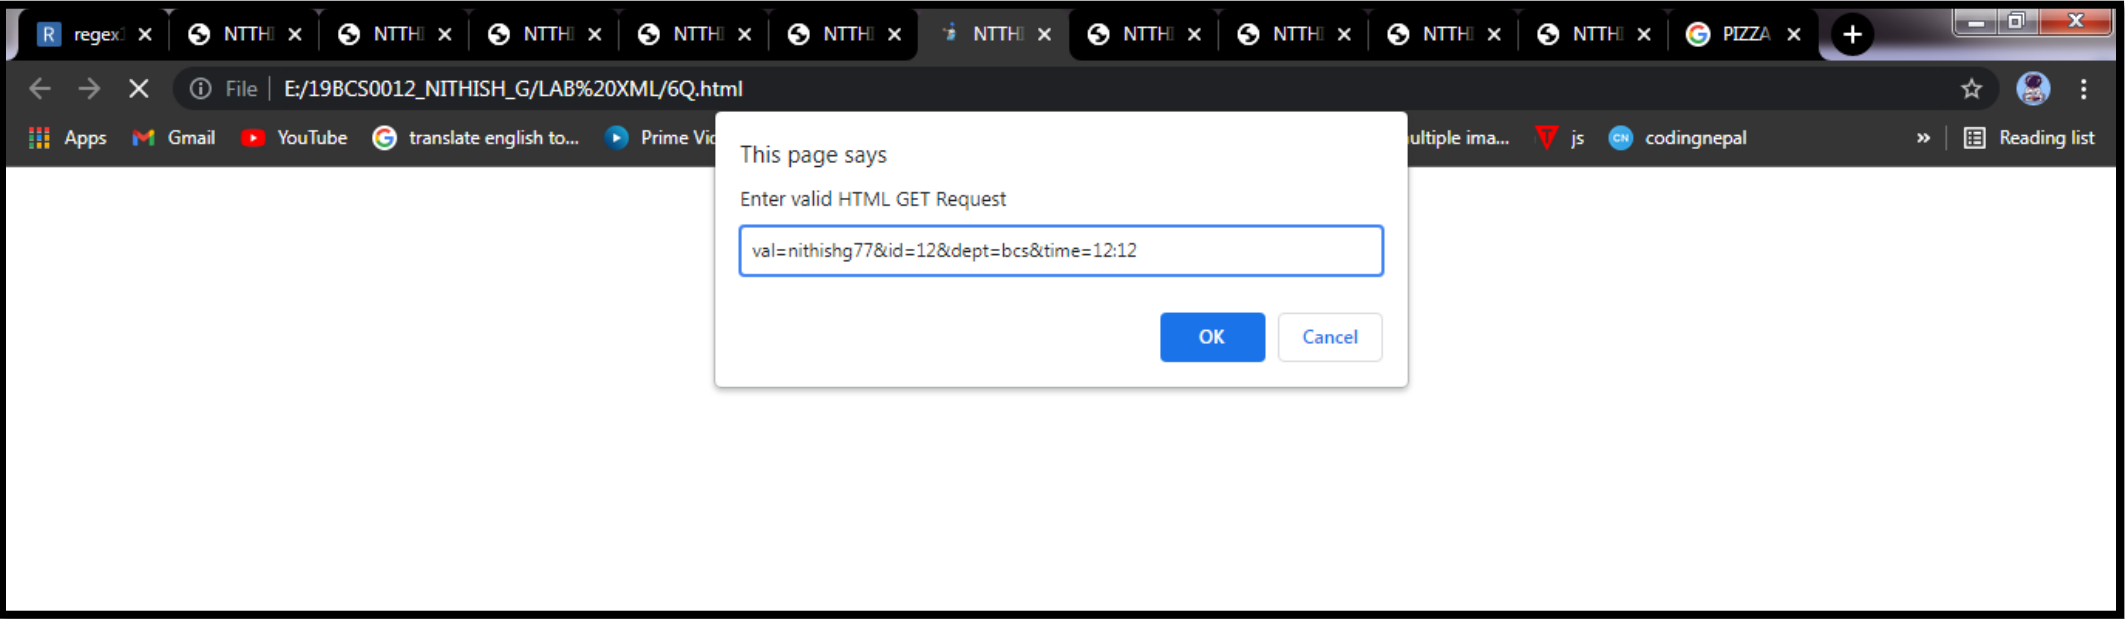 R regex NTTH NTTH NTTH NTTH NTTH NTTHI NTTH NTTH NTTH NTTH PIZZA
File E:/19BCS0012_NITHISH_G/LAB%20XML/6Q.html
Apps Gmail YouTube translate english to... Prime Vic ultiple ima... js CN codingnepal » Reading list
This page says
Enter valid HTML GET Request
val=nithishg77&id=12&dept=bcs&time=12:12
OK Cancel